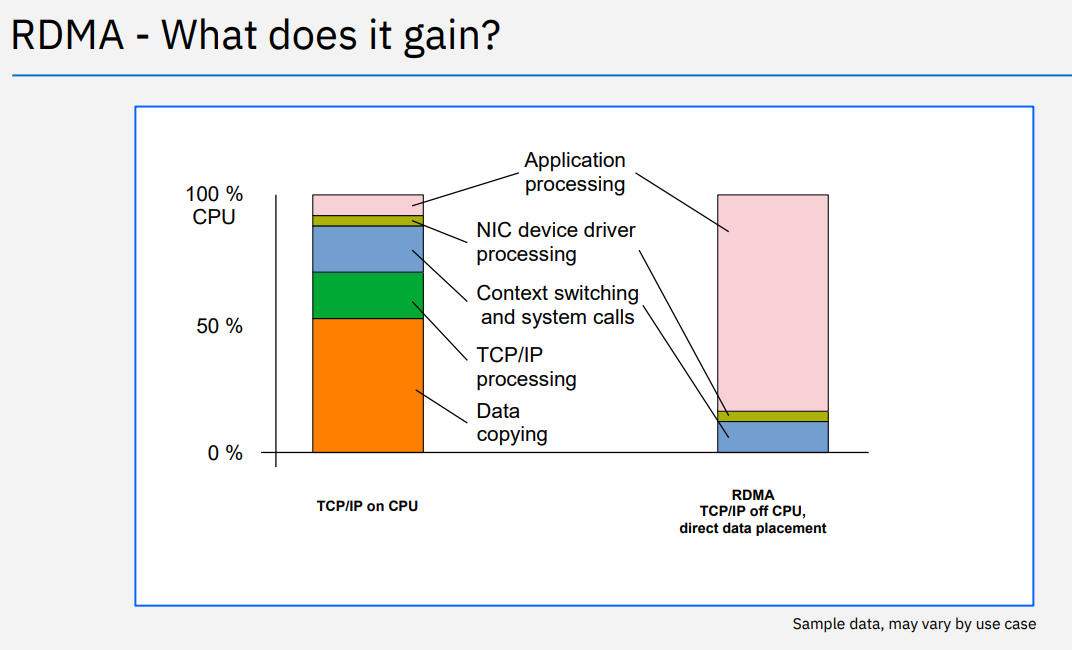 RDMA - What does it gain?
Application
processing
100 %
CPU
NIC device driver
processing
Context switching
and system calls
50 %
TCP/IP
processing
Data
copying
0 %
TCP/IP on CPU
RDMA
TCP/IP off CPU,
direct data placement
Sample data, may vary by use case